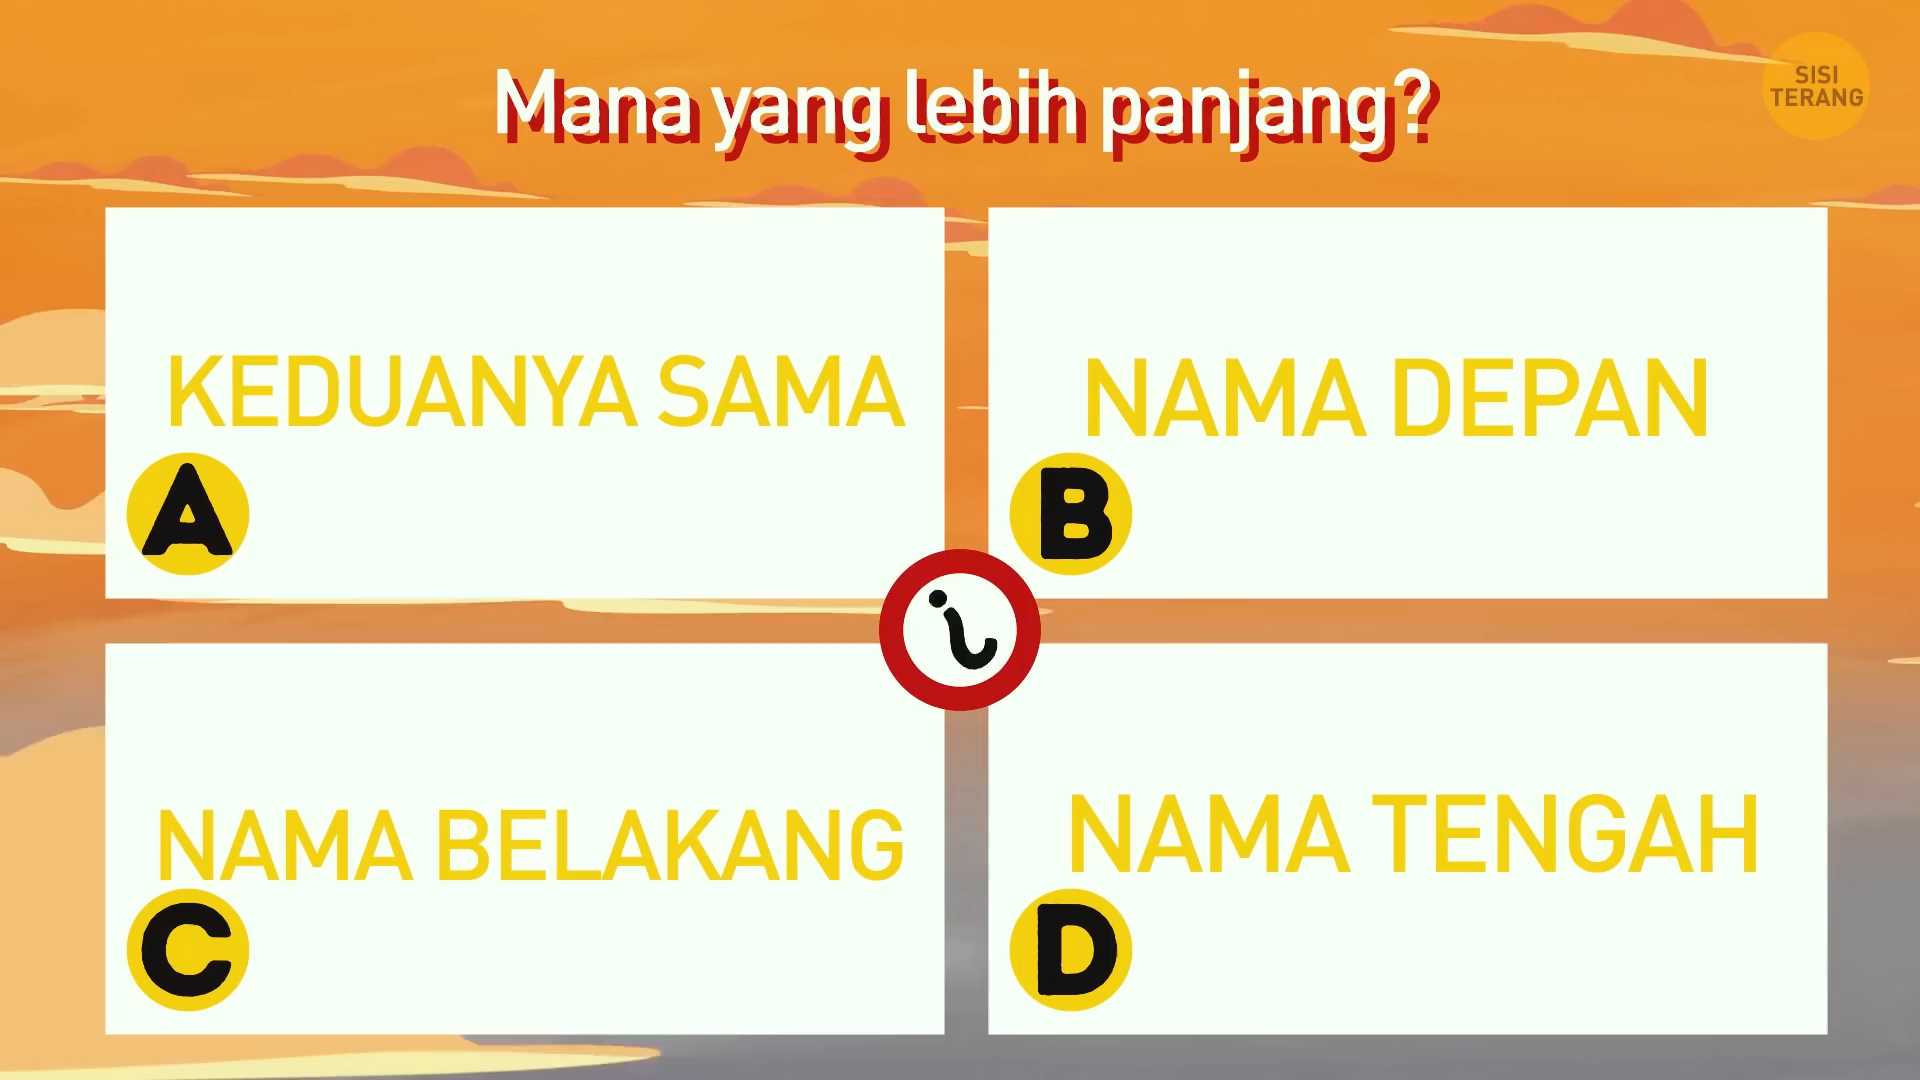 Mana yang lebih panjang?
SISI
TERANG
KEDUANYA SAMA
A
NAMA DEPAN
B
i
NAMA BELAKANG
C
NAMA TENGAH
D